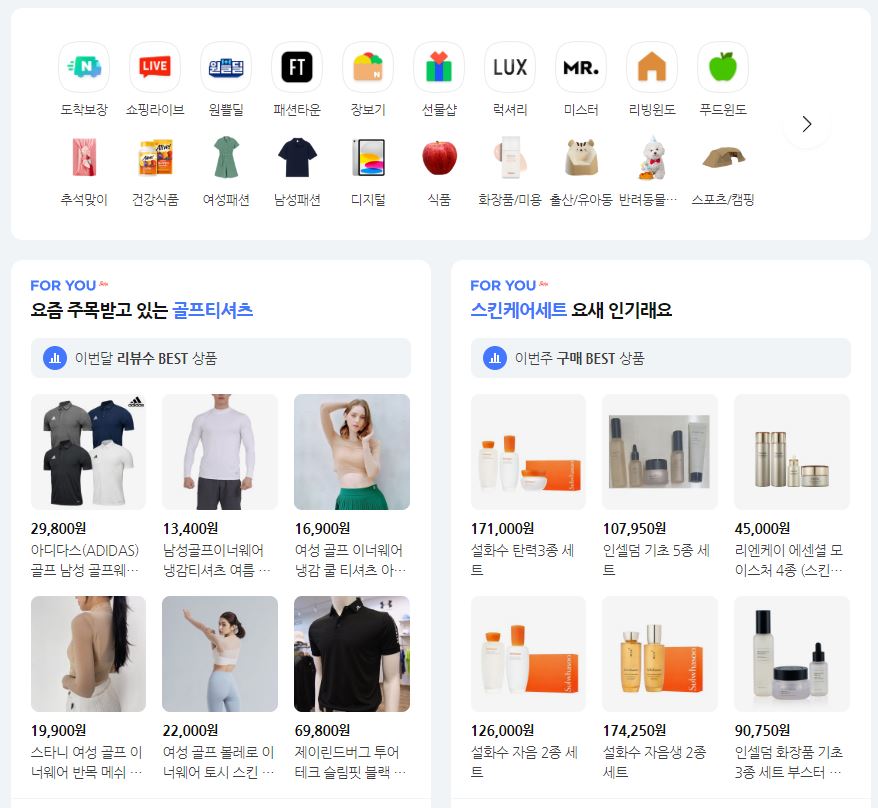 N
LIVE
원쁠딜
FT
N
LUX
MR.
도착보장
쇼핑라이브
원쁠딜
패션타운
장보기
선물샵
럭셔리
미스터
리빙윈도
푸드윈도
Alive!
Alive!
추석맞이
건강식품
여성패션
남성패션
디지털
식품
화장품/미용
출산/유아동
반려동물…
스포츠/캠핑
FOR YOU Beta
요즘 주목받고 있는 골프티셔츠
이번달 리뷰수 BEST 상품
adidas
29,800원
아디다스(ADIDAS)
골프 남성 골프웨…
13,400원
남성골프이너웨어
냉감티셔츠 여름 …
16,900원
여성 골프 이너웨어
냉감 쿨 티셔츠 아…
19,900원
스타니 여성 골프 이
너웨어 반목 메쉬 …
22,000원
여성 골프 볼레로 이
너웨어 토시 스킨 …
69,800원
제이린드버그 투어
테크 슬림핏 블랙 …
FOR YOU Beta
스킨케어세트 요새 인기래요
이번주 구매 BEST 상품
171,000원
설화수 탄력3종 세
트
107,950원
인셀덤 기초 5종 세
트
45,000원
리엔케이 에센셜 모
이스처 4종 (스킨…
Sulwhasoo
126,000원
설화수 자음 2종 세
트
Sulwhasoo
174,250원
설화수 자음생 2종
세트
90,750원
인셀덤 화장품 기초
3종 세트 부스터 …